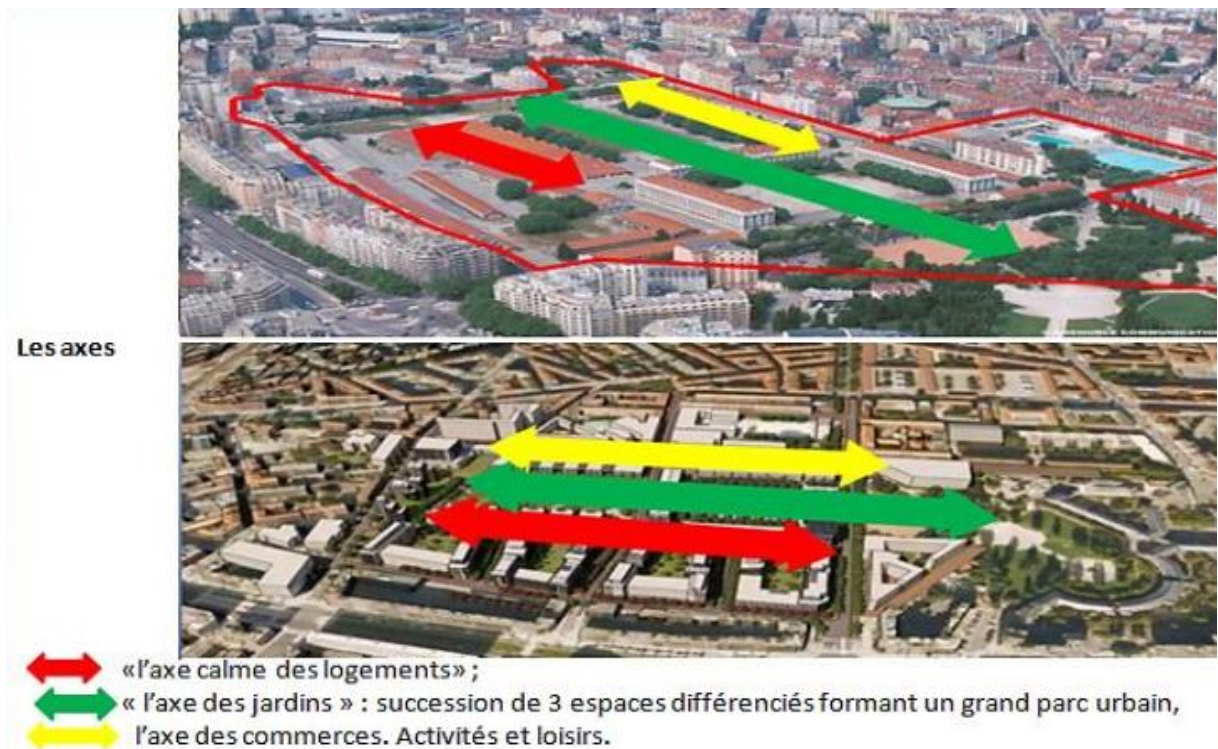 Les axes
«l'axe calme des logements» ;
« l'axe des jardins » : succession de 3 espaces différenciés formant un grand parc urbain,
l'axe des commerces. Activités et loisirs.